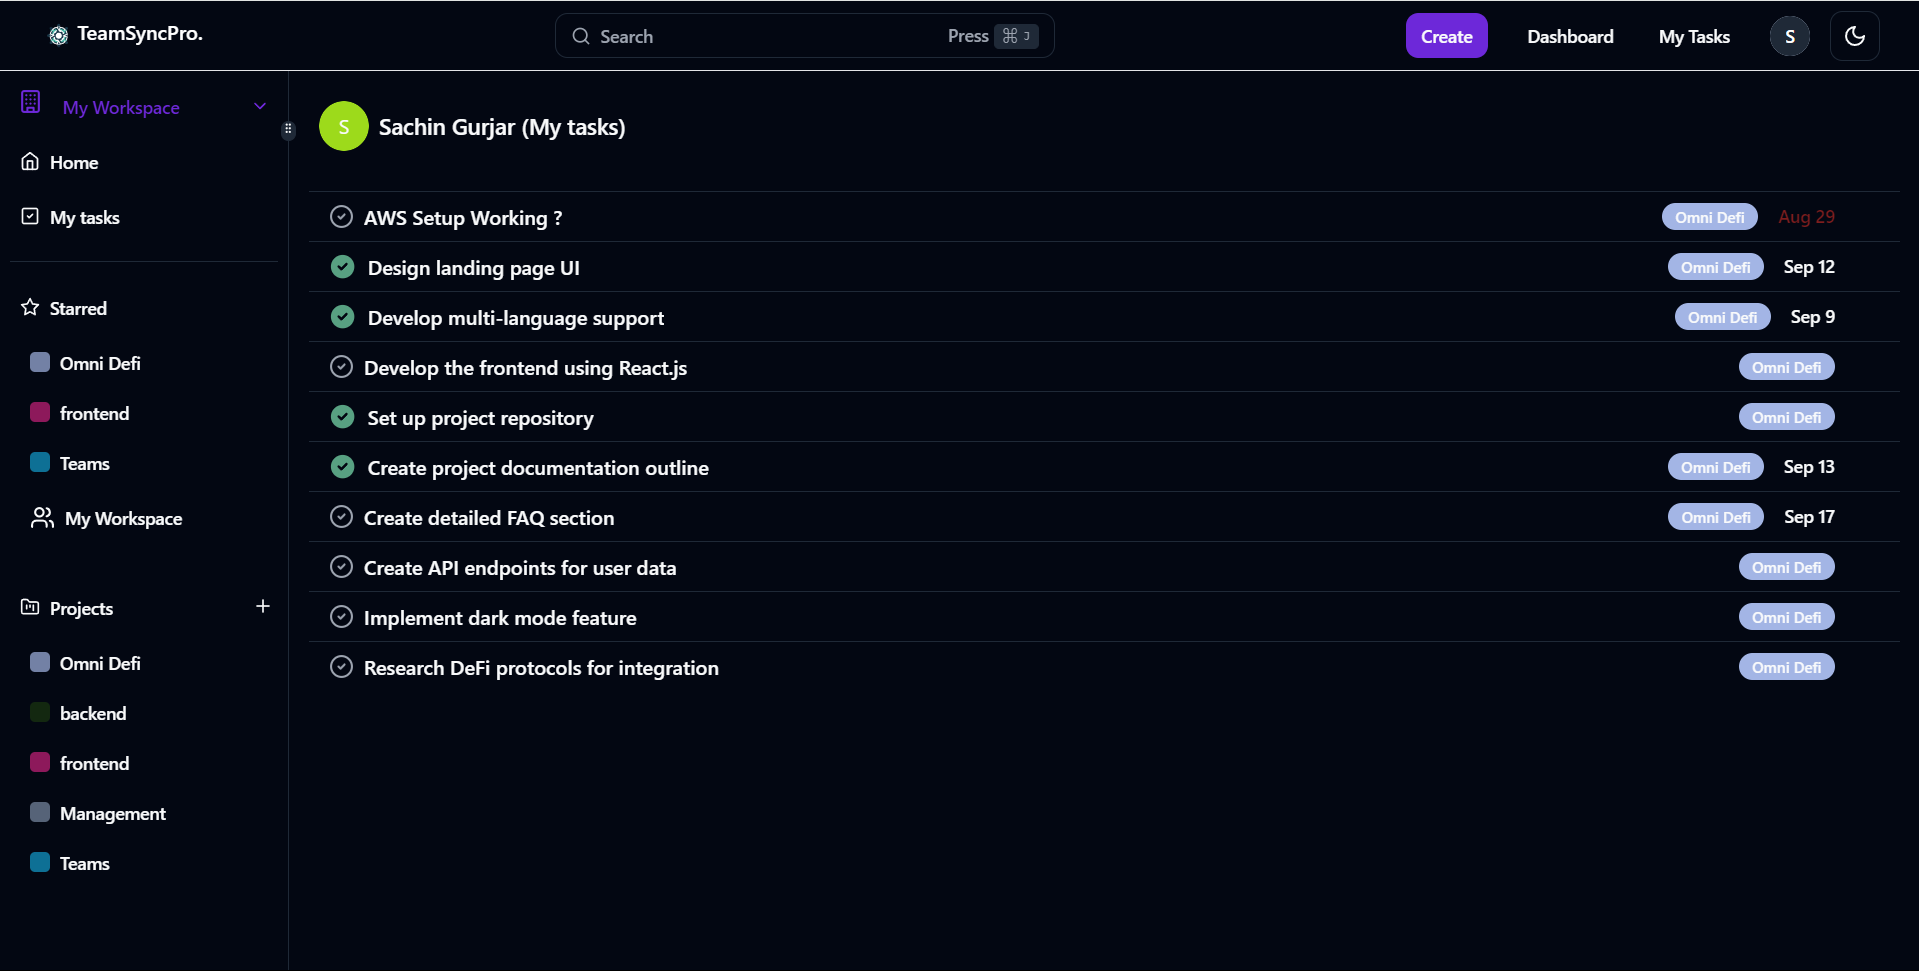 TeamSyncPro.
Search
Press ⌘ J
Create
Dashboard
My Tasks
S
My Workspace
Home
My tasks
Starred
Omni Defi
frontend
Teams
My Workspace
Projects
Omni Defi
backend
frontend
Management
Teams
S
Sachin Gurjar (My tasks)
AWS Setup Working ? Omni Defi Aug 29
Design landing page UI Omni Defi Sep 12
Develop multi-language support Omni Defi Sep 9
Develop the frontend using React.js Omni Defi
Set up project repository Omni Defi
Create project documentation outline Omni Defi Sep 13
Create detailed FAQ section Omni Defi Sep 17
Create API endpoints for user data Omni Defi
Implement dark mode feature Omni Defi
Research DeFi protocols for integration Omni Defi